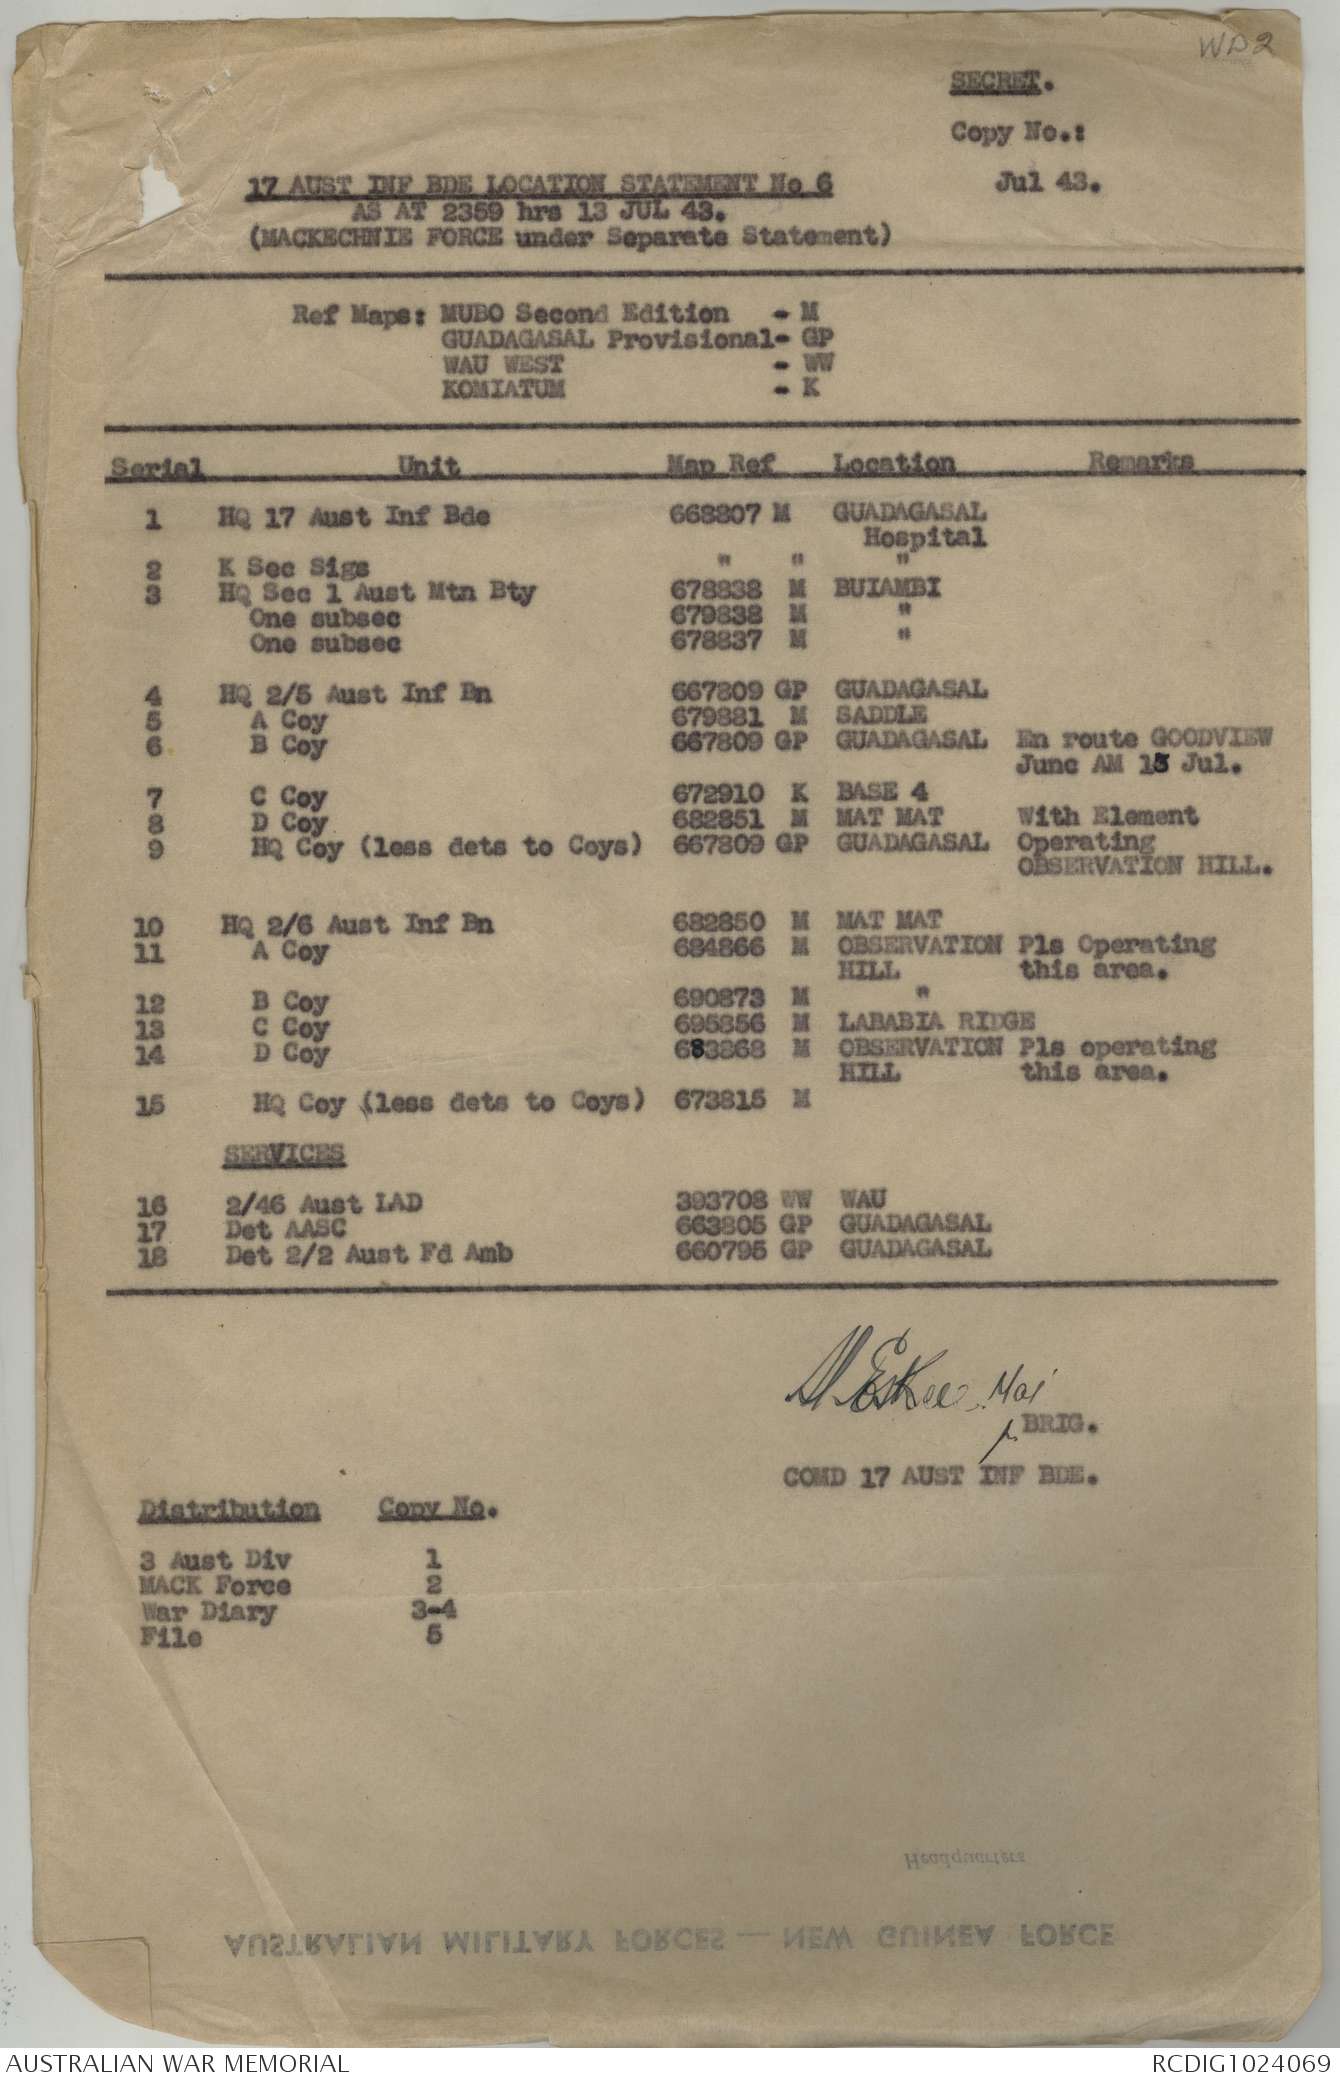 WD2
SECRET.
Copy No.:
17 AUST INF BDE LOCATION STATEMENT No 6 Jul 43.
AS AT 2359 hrs 13 JUL 43.
(MACKECHNIE FORCE under Separate Statement)
Ref Maps: MUBO Second Edition - M
GUADAGASAL Provisional- GP
WAU WEST - WW
KOMIATUM - K
Serial Unit Map Ref Location Remarks
1 HQ 17 Aust Inf Bde 668807 M GUADAGASAL
Hospital
2 K Sec Sigs " " "
3 HQ Sec 1 Aust Mtn Bty 678838 M BUIAMBI
One subsec 679838 M "
One subsec 678837 M "
4 HQ 2/5 Aust Inf Bn 667809 GP GUADAGASAL
5 A Coy 679881 M SADDLE
6 B Coy 667809 GP GUADAGASAL En route GOODVIEW
Junc AM 15 Jul.
7 C Coy 672910 K BASE 4
8 D Coy 682851 M MAT MAT With Element
9 HQ Coy (less dets to Coys) 667809 GP GUADAGASAL Operating
OBSERVATION HILL.
10 HQ 2/6 Aust Inf Bn 682850 M MAT MAT
11 A Coy 684866 M OBSERVATION Pls Operating
HILL this area.
12 B Coy 690873 M "
13 C Coy 695856 M LABABIA RIDGE
14 D Coy 683868 M OBSERVATION Pls operating
HILL this area.
15 HQ Coy (less dets to Coys) 673815 M
SERVICES
16 2/46 Aust LAD 393708 WW WAU
17 Det AASC 663805 GP GUADAGASAL
18 Det 2/2 Aust Fd Amb 660795 GP GUADAGASAL
Maj
BRIG.
COMD 17 AUST INF BDE.
Distribution Copy No.
3 Aust Div 1
MACK Force 2
War Diary 3-4
File 5
Headquarters
AUSTRALIAN MILITARY FORCES — NEW GUINEA FORCE
AUSTRALIAN WAR MEMORIAL RCDIG1024069